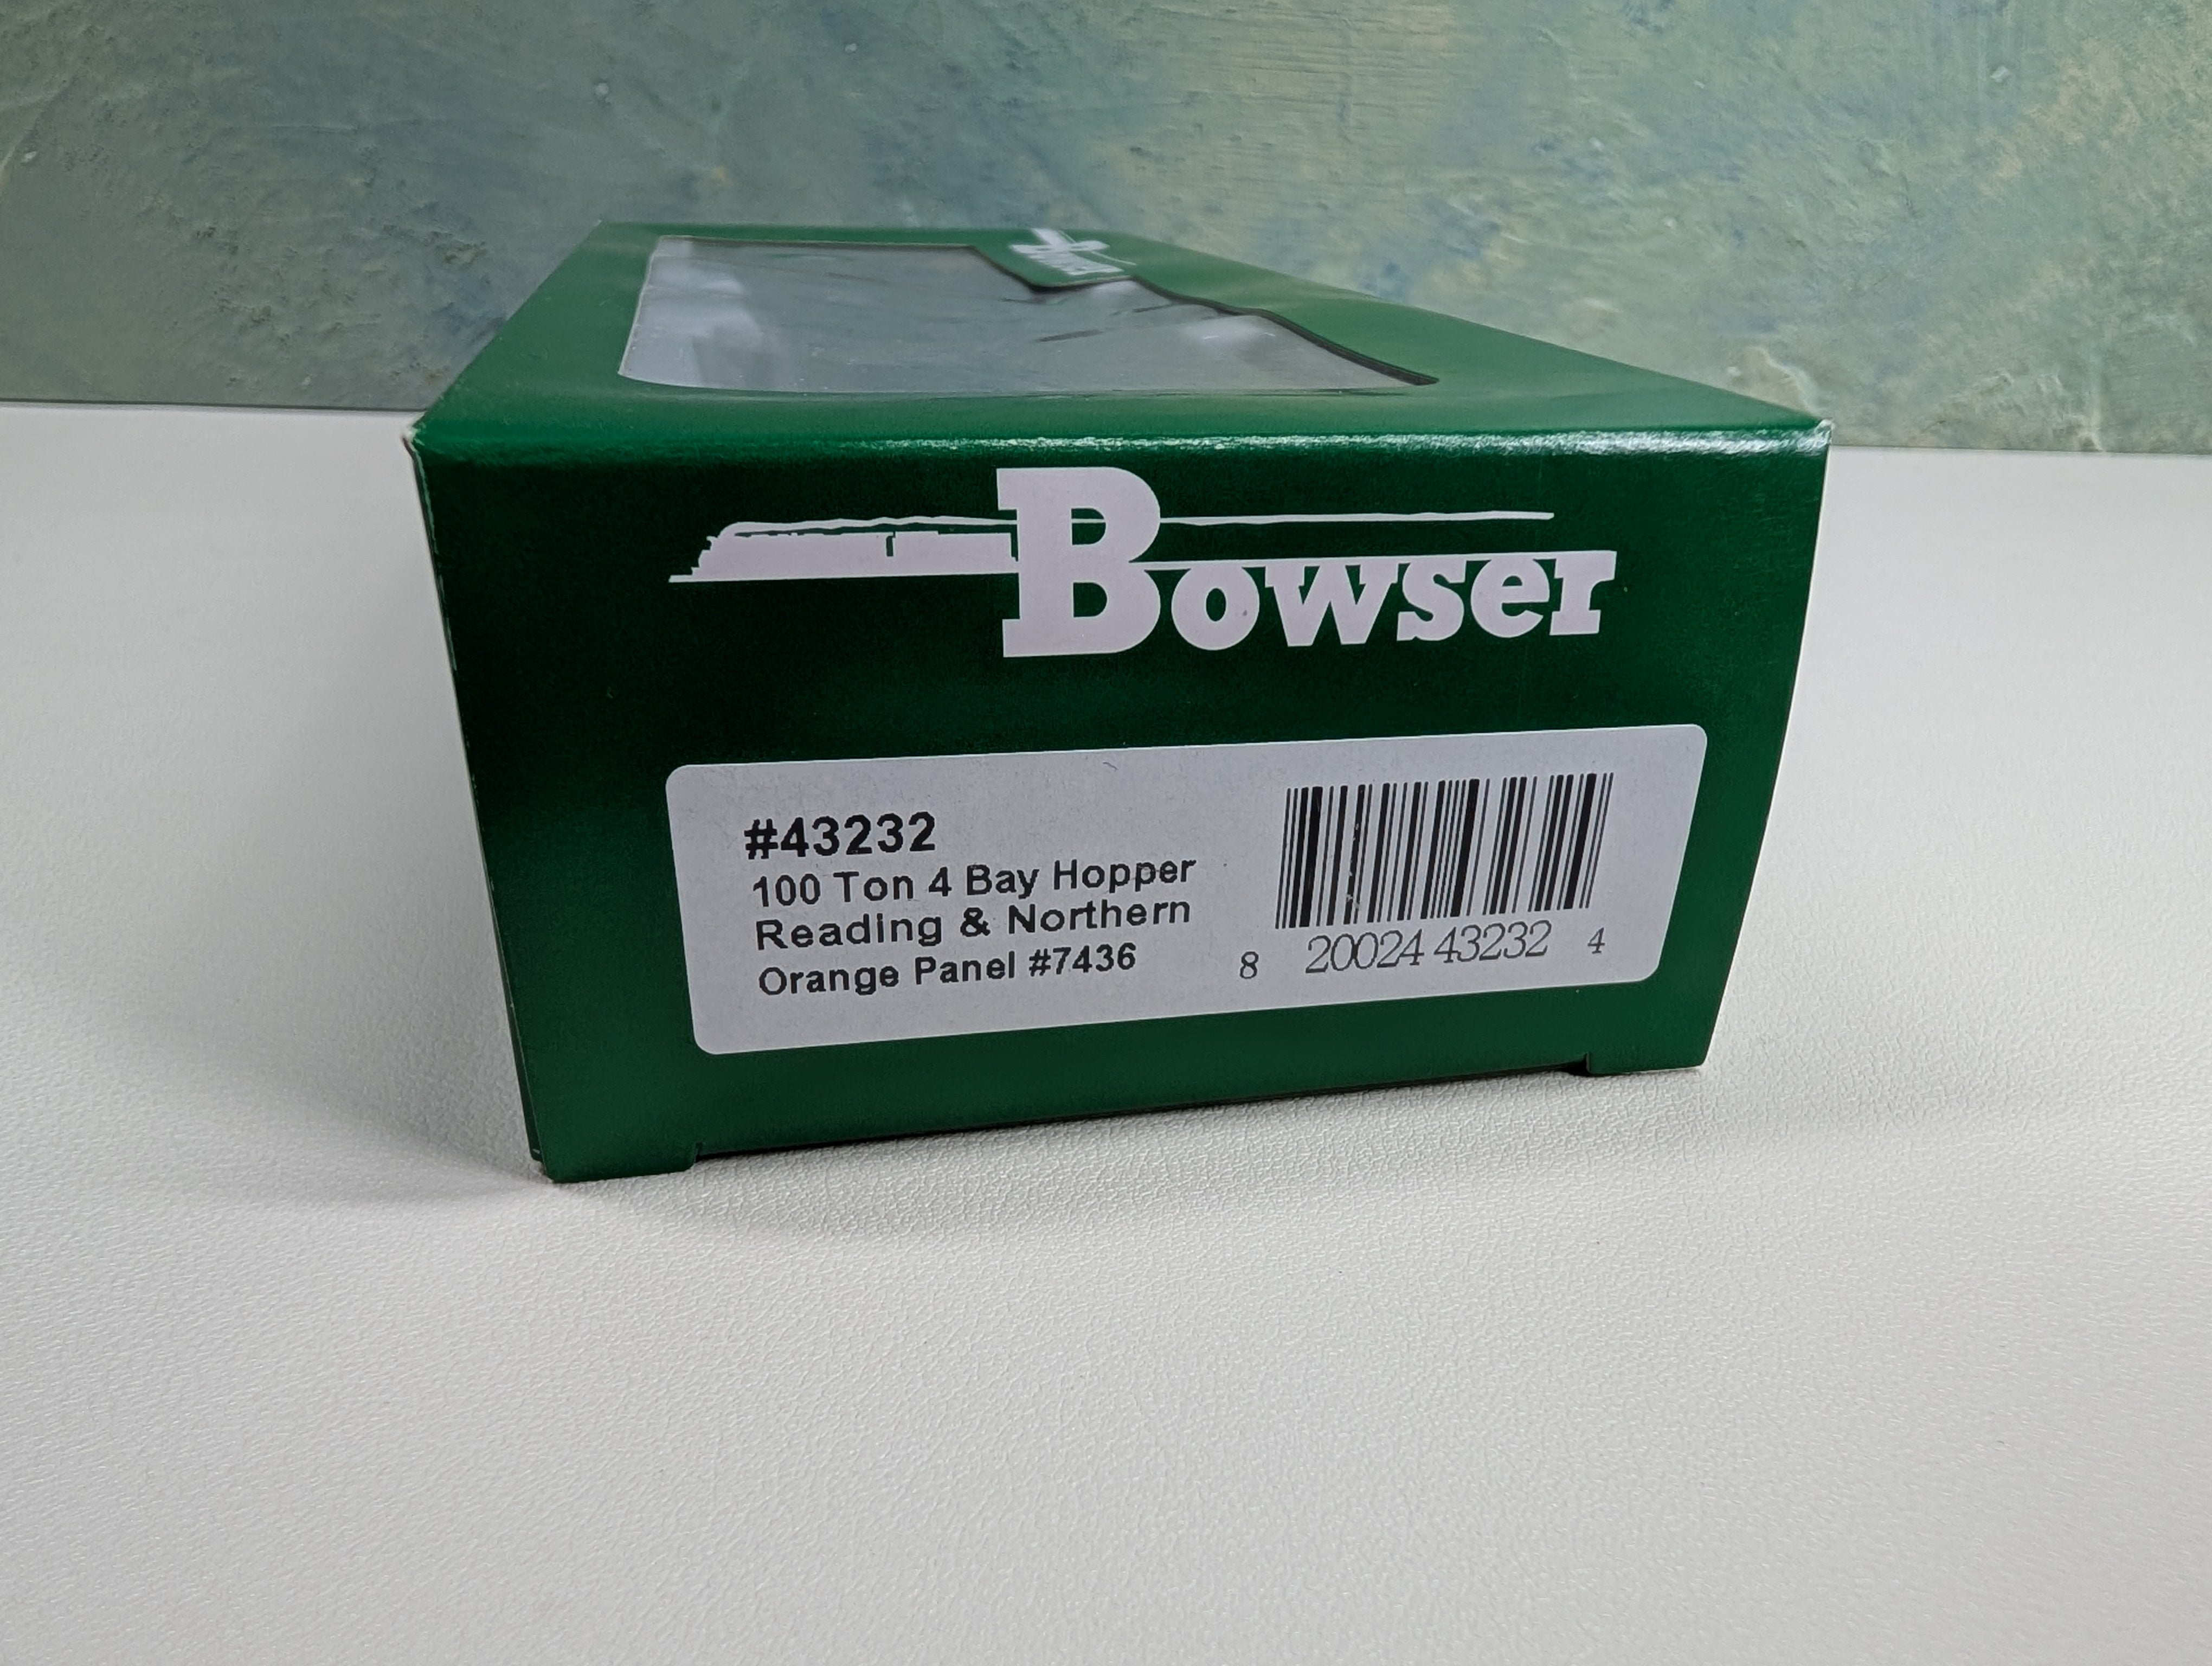 Bowser
#43232
100 Ton 4 Bay Hopper
Reading & Northern
Orange Panel #7436
8 20024 43232 4